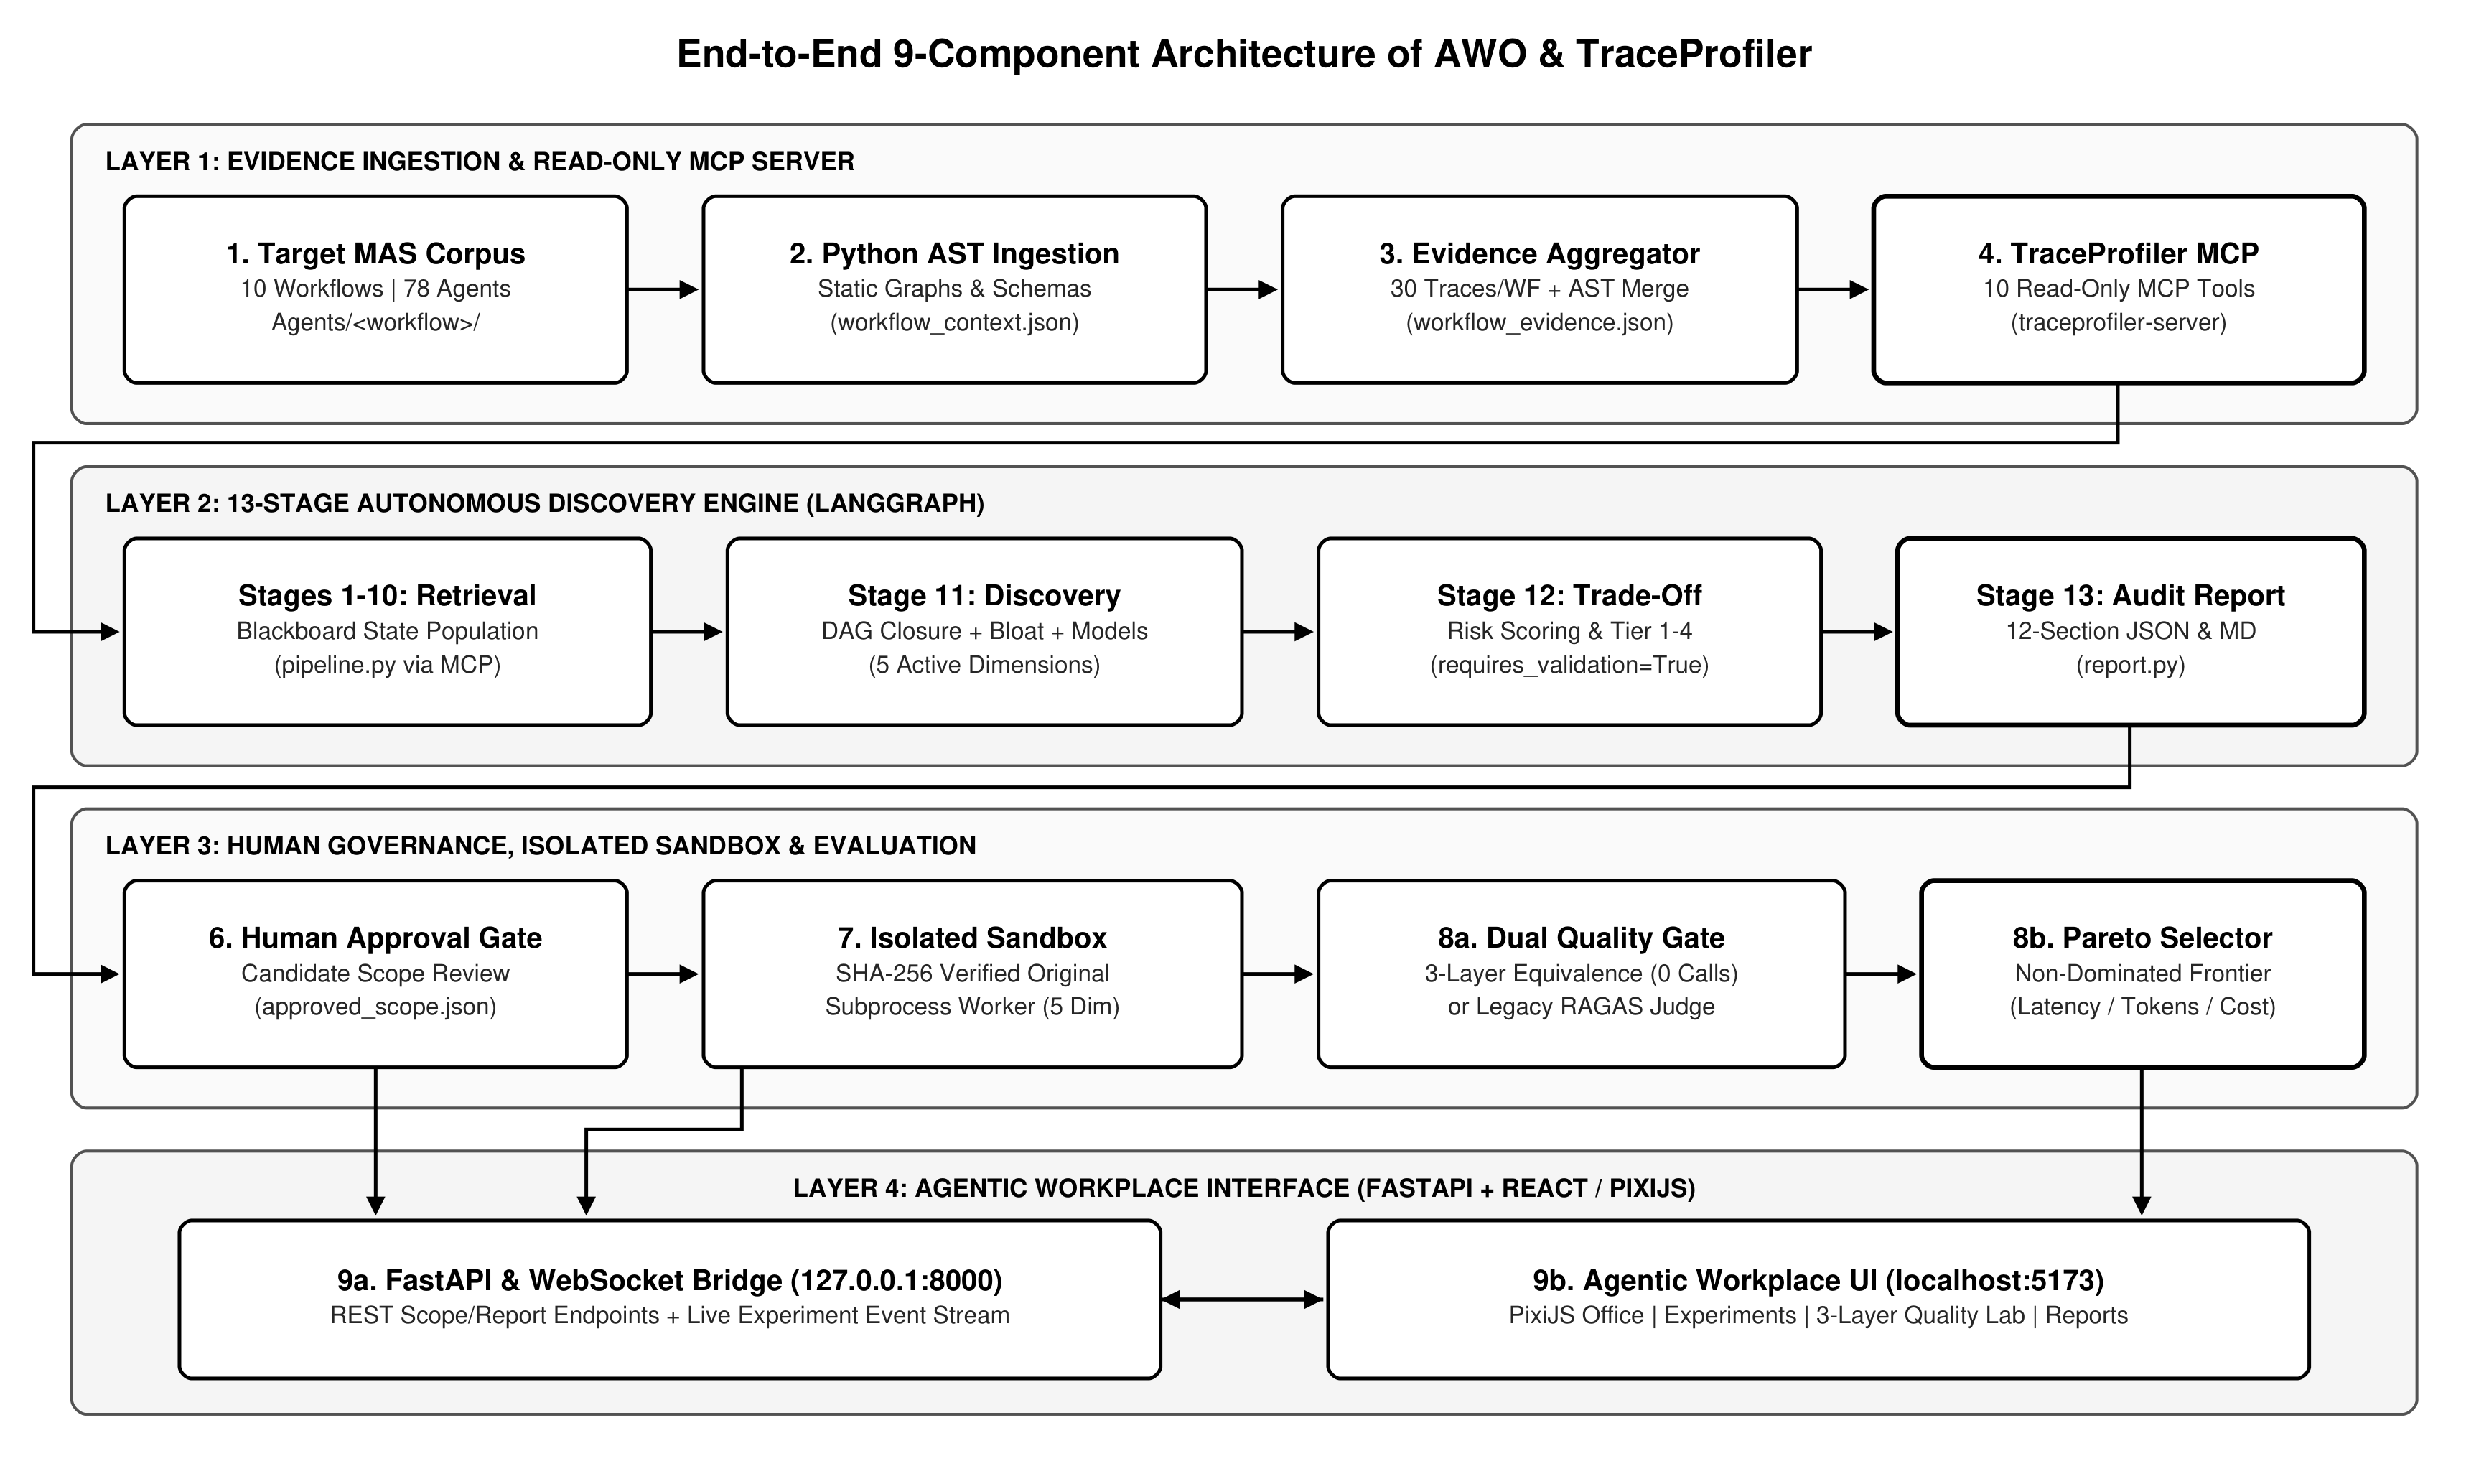 End-to-End 9-Component Architecture of AWO & TraceProfiler
LAYER 1: EVIDENCE INGESTION & READ-ONLY MCP SERVER
1. Target MAS Corpus
10 Workflows | 78 Agents
Agents/<workflow>/
2. Python AST Ingestion
Static Graphs & Schemas
(workflow_context.json)
3. Evidence Aggregator
30 Traces/WF + AST Merge
(workflow_evidence.json)
4. TraceProfiler MCP
10 Read-Only MCP Tools
(traceprofiler-server)
LAYER 2: 13-STAGE AUTONOMOUS DISCOVERY ENGINE (LANGGRAPH)
Stages 1-10: Retrieval
Blackboard State Population
(pipeline.py via MCP)
Stage 11: Discovery
DAG Closure + Bloat + Models
(5 Active Dimensions)
Stage 12: Trade-Off
Risk Scoring & Tier 1-4
(requires_validation=True)
Stage 13: Audit Report
12-Section JSON & MD
(report.py)
LAYER 3: HUMAN GOVERNANCE, ISOLATED SANDBOX & EVALUATION
6. Human Approval Gate
Candidate Scope Review
(approved_scope.json)
7. Isolated Sandbox
SHA-256 Verified Original
Subprocess Worker (5 Dim)
8a. Dual Quality Gate
3-Layer Equivalence (0 Calls)
or Legacy RAGAS Judge
8b. Pareto Selector
Non-Dominated Frontier
(Latency / Tokens / Cost)
LAYER 4: AGENTIC WORKPLACE INTERFACE (FASTAPI + REACT / PIXIJS)
9a. FastAPI & WebSocket Bridge (127.0.0.1:8000)
REST Scope/Report Endpoints + Live Experiment Event Stream
9b. Agentic Workplace UI (localhost:5173)
PixiJS Office | Experiments | 3-Layer Quality Lab | Reports